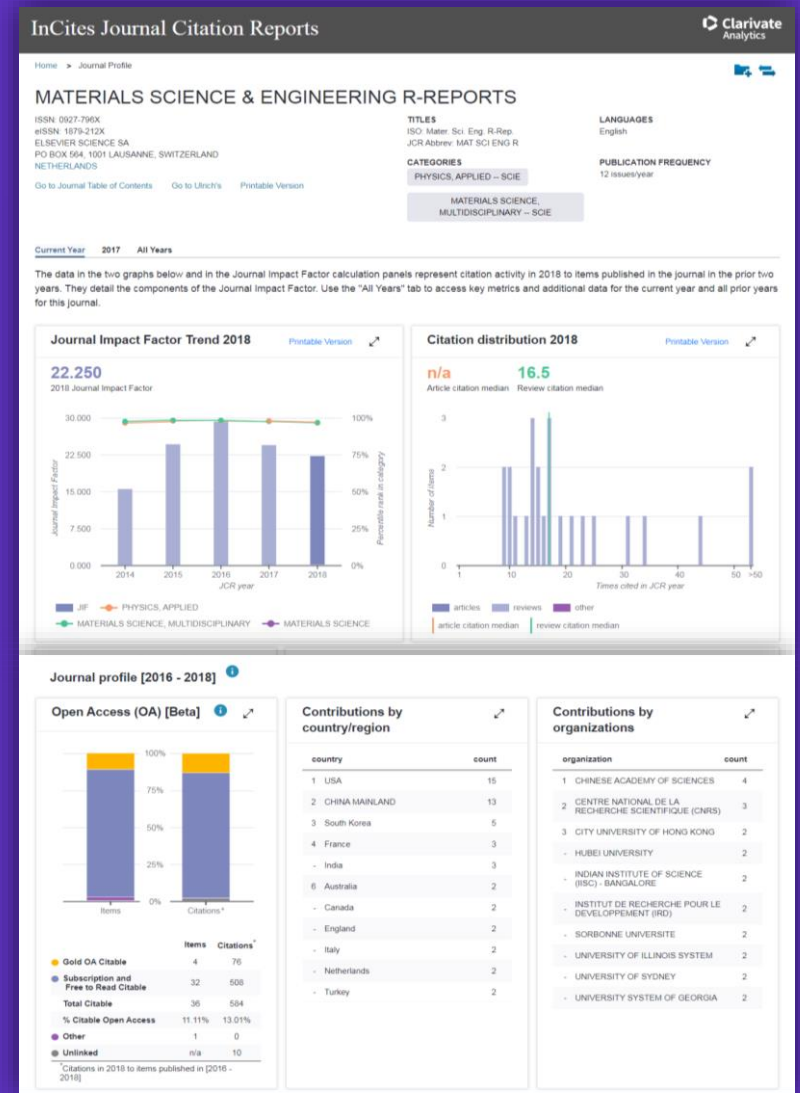 InCites Journal Citation Reports
Clarivate
Analytics
Home > Journal Profile
MATERIALS SCIENCE & ENGINEERING R-REPORTS
ISSN: 0927-796X
eISSN: 1879-212X
ELSEVIER SCIENCE SA
PO BOX 564, 1001 LAUSANNE, SWITZERLAND
NETHERLANDS
Go to Journal Table of Contents Go to Ulrich's Printable Version
TITLES
ISO: Mater. Sci. Eng. R-Rep.
JCR Abbrev: MAT SCI ENG R
CATEGORIES
PHYSICS, APPLIED -- SCIE
MATERIALS SCIENCE,
MULTIDISCIPLINARY -- SCIE
LANGUAGES
English
PUBLICATION FREQUENCY
12 issues/year
Current Year 2017 All Years
The data in the two graphs below and in the Journal Impact Factor calculation panels represent citation activity in 2018 to items published in the journal in the prior two
years. They detail the components of the Journal Impact Factor. Use the "All Years" tab to access key metrics and additional data for the current year and all prior years
for this journal.
Journal Impact Factor Trend 2018 Printable Version
22.250
2018 Journal Impact Factor
30.000 100%
22.500 75%
15.000 50%
7.500 25%
0.000 0%
Journal Impact Factor
Percentile rank in category
2014 2015 2016 2017 2018
JCR year
JIF PHYSICS, APPLIED
MATERIALS SCIENCE, MULTIDISCIPLINARY MATERIALS SCIENCE
Citation distribution 2018 Printable Version
n/a 16.5
Article citation median Review citation median
3
2
1
0
Number of items
1 10 20 30 40 50 >50
Times cited in JCR year
articles reviews other
article citation median review citation median
Journal profile [2016 - 2018]
Open Access (OA) [Beta]
100%
75%
50%
25%
0%
Items Citations*
Items Citations*
Gold OA Citable 4 76
Subscription and
Free to Read Citable 32 508
Total Citable 36 584
% Citable Open Access 11.11% 13.01%
Other 1 0
Unlinked n/a 10
*Citations in 2018 to items published in [2016 -
2018]
Contributions by
country/region
country count
1 USA 15
2 CHINA MAINLAND 13
3 South Korea 5
4 France 3
- India 3
6 Australia 2
- Canada 2
- England 2
- Italy 2
- Netherlands 2
- Turkey 2
Contributions by
organizations
organization count
1 CHINESE ACADEMY OF SCIENCES 4
2 CENTRE NATIONAL DE LA
RECHERCHE SCIENTIFIQUE (CNRS) 3
3 CITY UNIVERSITY OF HONG KONG 2
- HUBEI UNIVERSITY 2
- INDIAN INSTITUTE OF SCIENCE
(IISC) - BANGALORE 2
- INSTITUT DE RECHERCHE POUR LE
DEVELOPPEMENT (IRD) 2
- SORBONNE UNIVERSITE 2
- UNIVERSITY OF ILLINOIS SYSTEM 2
- UNIVERSITY OF SYDNEY 2
- UNIVERSITY SYSTEM OF GEORGIA 2